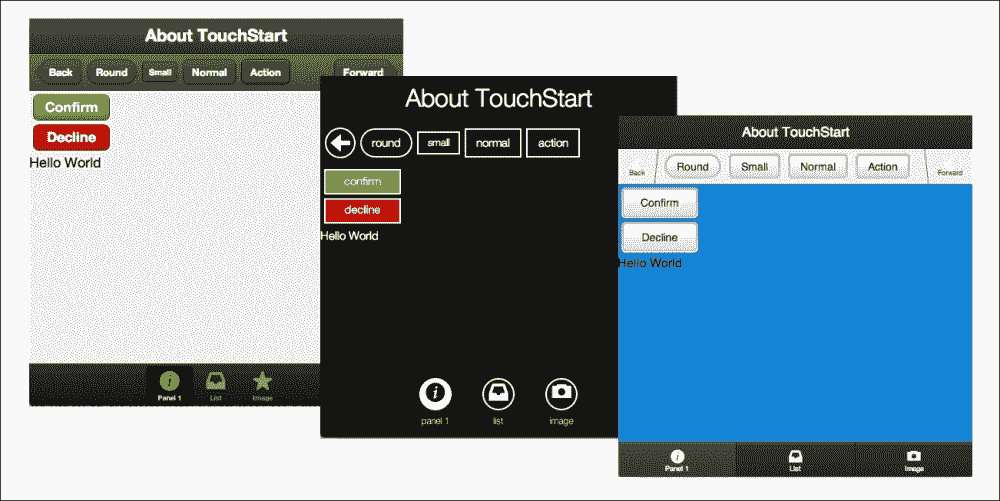 About TouchStart
Back Round Small Normal Action Forward
Confirm
Decline
Hello World
Panel 1 List Image
About TouchStart
round small normal action
confirm
decline
Hello World
panel 1 list image
About TouchStart
Back Round Small Normal Action Forward
Confirm
Decline
Hello World
Panel 1 List Image